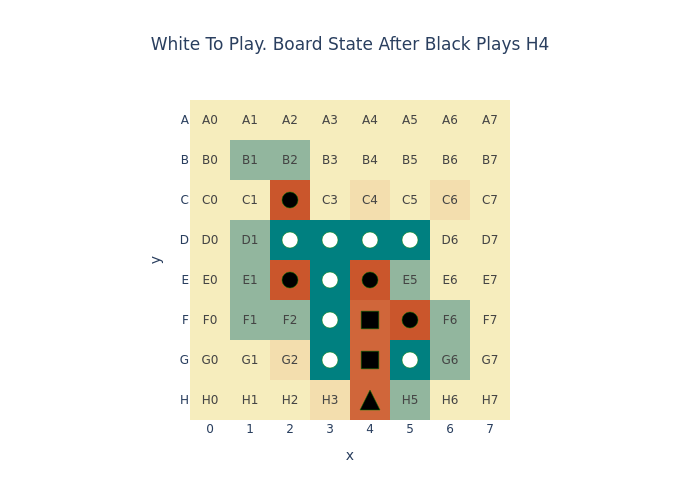 White To Play. Board State After Black Plays H4
A A0 A1 A2 A3 A4 A5 A6 A7
B B0 B1 B2 B3 B4 B5 B6 B7
C C0 C1 C3 C4 C5 C6 C7
D D0 D1 D6 D7
y
E E0 E1 E5 E6 E7
F F0 F1 F2 F6 F7
G G0 G1 G2 G6 G7
H H0 H1 H2 H3 H5 H6 H7
0 1 2 3 4 5 6 7
x